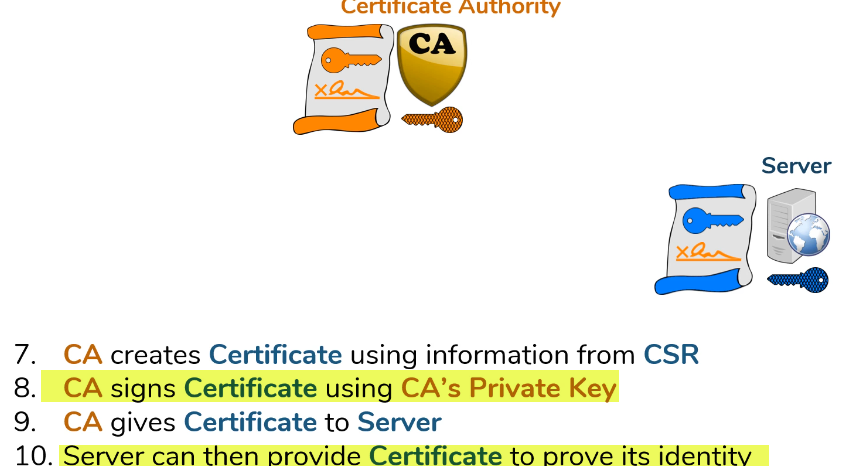 Certificate Authority
CA
Server
7. CA creates Certificate using information from CSR
8. CA signs Certificate using CA's Private Key
9. CA gives Certificate to Server
10. Server can then provide Certificate to prove its identity